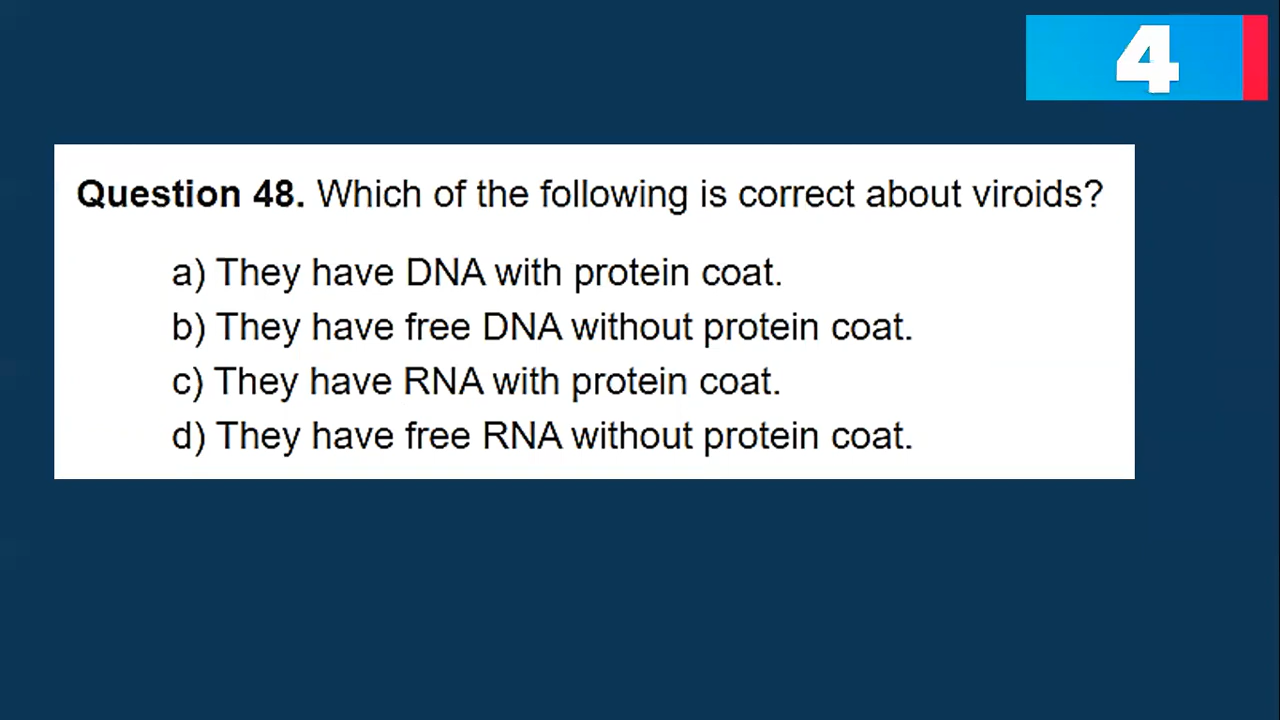 4
Question 48. Which of the following is correct about viroids?
a) They have DNA with protein coat.
b) They have free DNA without protein coat.
c) They have RNA with protein coat.
d) They have free RNA without protein coat.